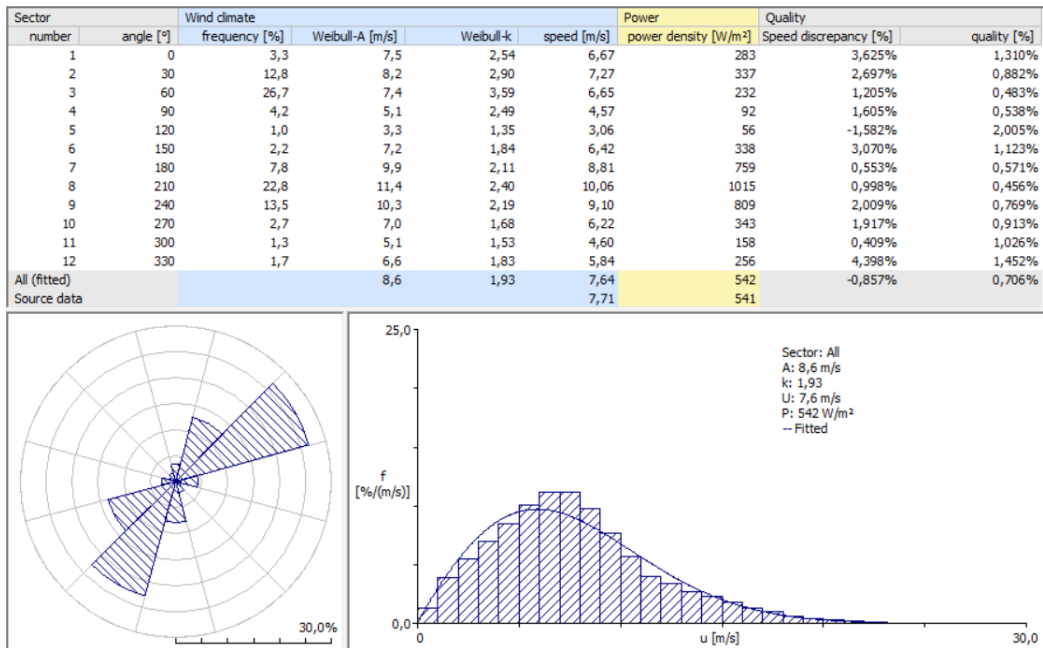 Sector Wind climate Power Quality
number angle [°] frequency [%] Weibull-A [m/s] Weibull-k speed [m/s] power density [W/m²] Speed discrepancy [%] quality [%]
1 0 3,3 7,5 2,54 6,67 283 3,625% 1,310%
2 30 12,8 8,2 2,90 7,27 337 2,697% 0,882%
3 60 26,7 7,4 3,59 6,65 232 1,205% 0,483%
4 90 4,2 5,1 2,49 4,57 92 1,605% 0,538%
5 120 1,0 3,3 1,35 3,06 56 -1,582% 2,005%
6 150 2,2 7,2 1,84 6,42 338 3,070% 1,123%
7 180 7,8 9,9 2,11 8,81 759 0,553% 0,571%
8 210 22,8 11,4 2,40 10,06 1015 0,998% 0,456%
9 240 13,5 10,3 2,19 9,10 809 2,009% 0,769%
10 270 2,7 7,0 1,68 6,22 343 1,917% 0,913%
11 300 1,3 5,1 1,53 4,60 158 0,409% 1,026%
12 330 1,7 6,6 1,83 5,84 256 4,398% 1,452%
All (fitted) 8,6 1,93 7,64 542 -0,857% 0,706%
Source data 7,71 541
30,0%
25,0
f
[%/(m/s)]
0,0
0
u [m/s]
30,0
Sector: All
A: 8,6 m/s
k: 1,93
U: 7,6 m/s
P: 542 W/m²
-- Fitted